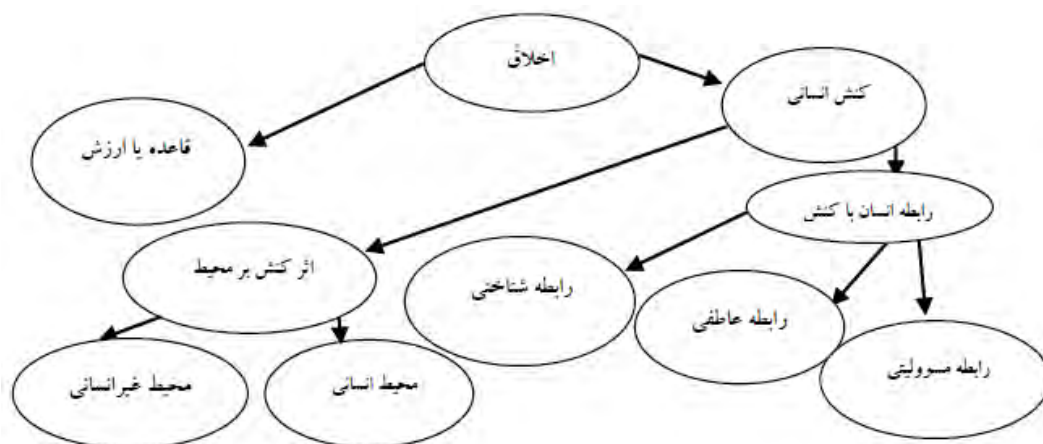 اخلاق
کنش انسانی
قاعده یا ارزش
رابطه انسان با کنش
اثر کنش بر محیط
رابطه شناختی
رابطه عاطفی
رابطه مسوولیتی
محیط انسانی
محیط غیرانسانی